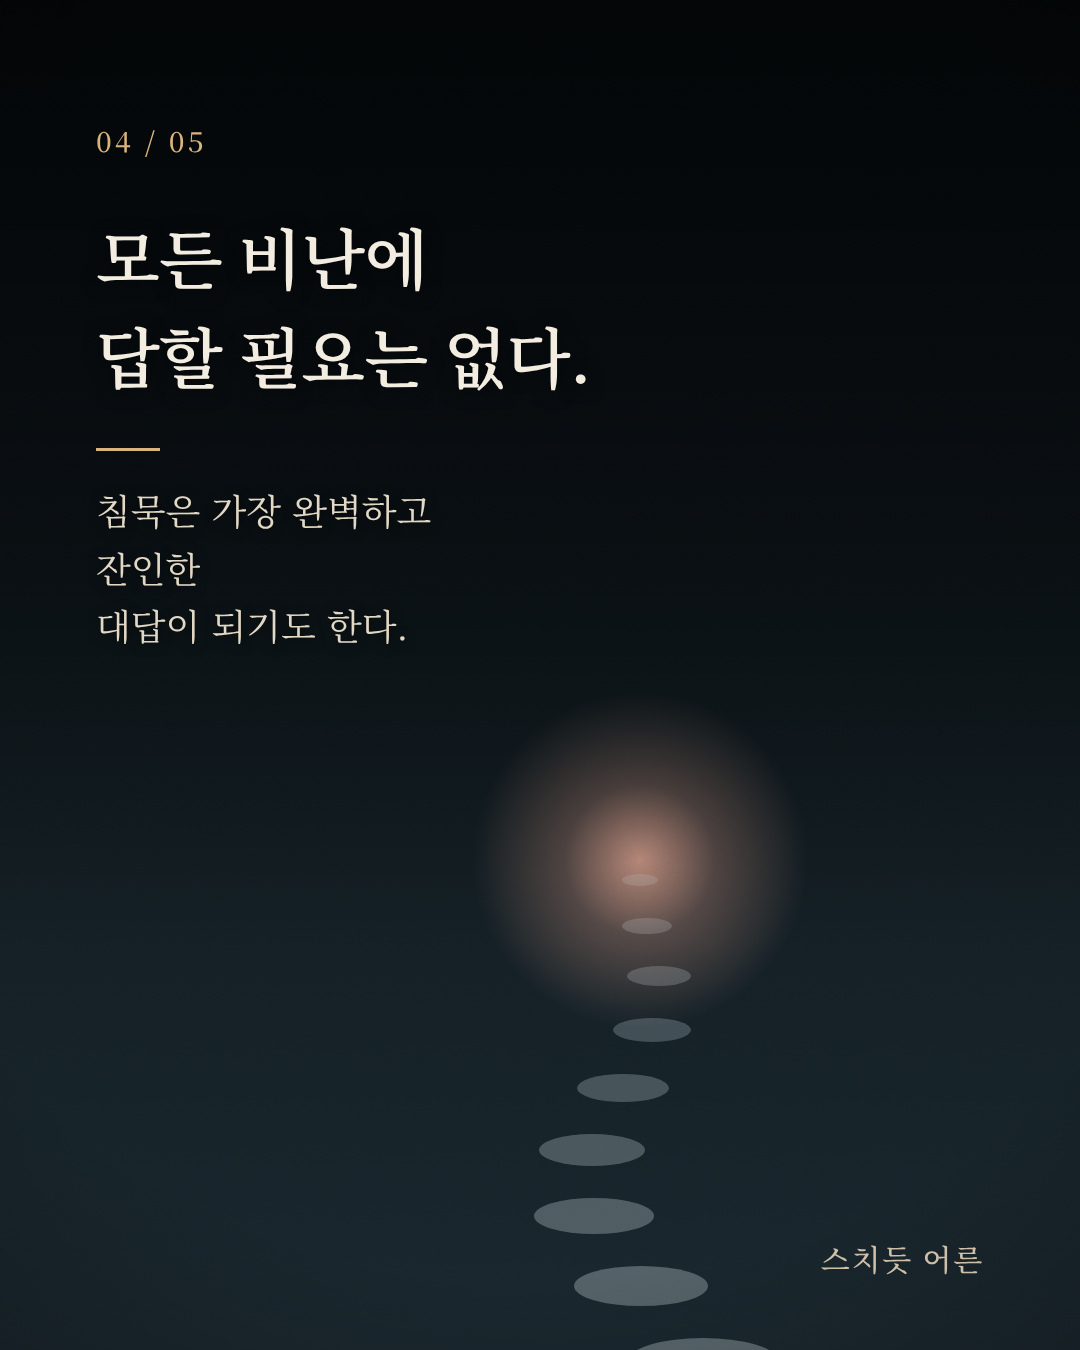 04 / 05
모든 비난에
답할 필요는 없다.
침묵은 가장 완벽하고
잔인한
대답이 되기도 한다.
스치듯 어른